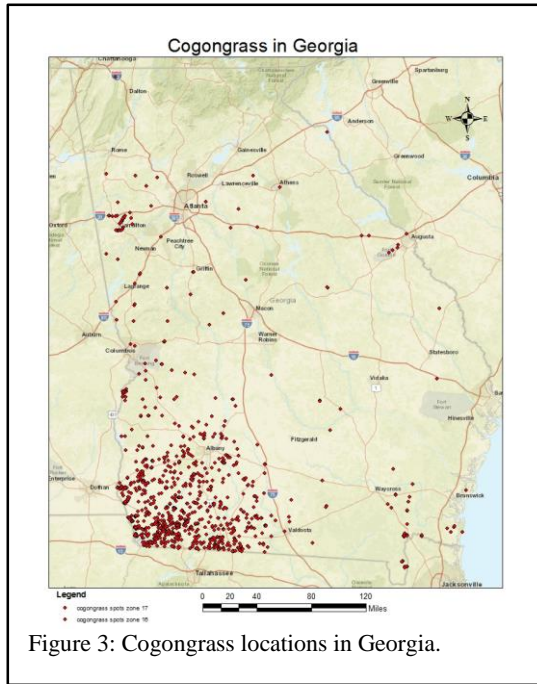 Cogongrass in Georgia
Chattanooga
Dalton
Spartanburg
Greenville
Anderson
N
W E
S
Rome
Gainesville
Greenwood
Roswell
Lawrenceville
Athens
Columbia
Atlanta
Newnan
Peachtree
City
Augusta
Griffin
Lagrange
Georgia
Macon
Auburn
Warner
Robins
Columbus
Statesboro
Vidalia
Hinesville
Fitzgerald
Albany
Enterprise
Dothan
Waycross
Brunswick
Valdosta
Tallahassee
Jacksonville
Legend
cogongrass spots zone 17
cogongrass spots zone 16
0 20 40 80 120
Miles
Figure 3: Cogongrass locations in Georgia.